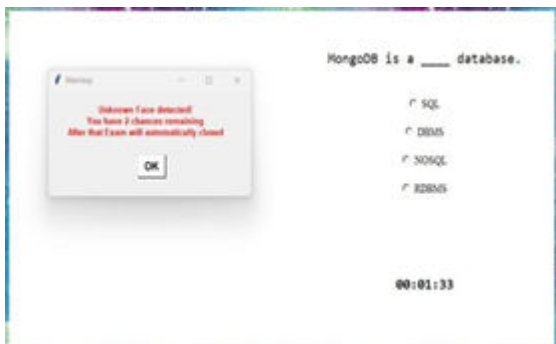 Warning
Unknown Face detected!
You have 2 chances remaining
After that Exam will automatically closed
OK
MongoDB is a ____ database.
SQL
DBMS
NOSQL
RDBMS
00:01:33